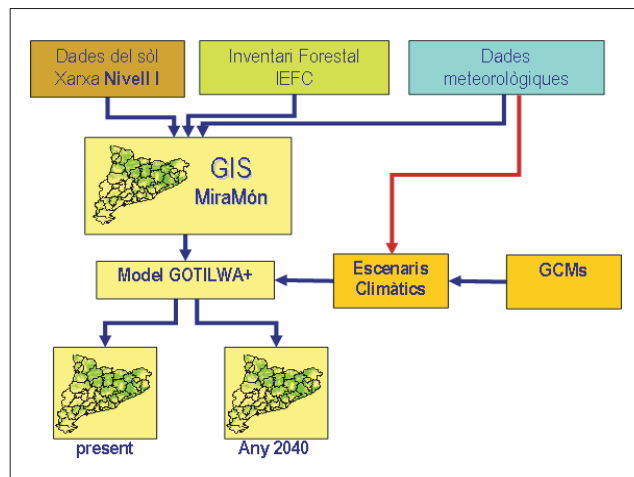 Dades del sòl
Xarxa Nivell I
Inventari Forestal
IEFC
Dades
meteorològiques
GIS
MiraMón
Model GOTILWA+
Escenaris
Climàtics
GCMs
present
Any 2040